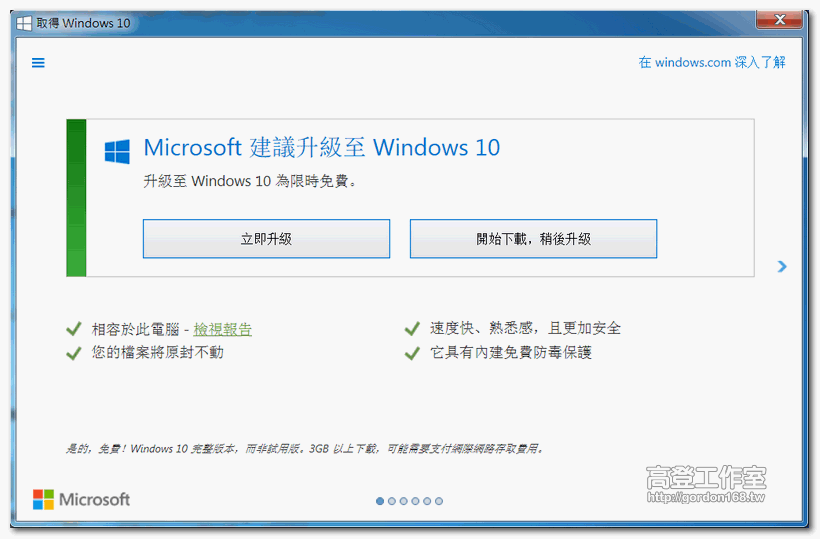 取得 Windows 10
在 windows.com 深入了解
Microsoft 建議升級至 Windows 10
升級至 Windows 10 為限時免費。
立即升級
開始下載，稍後升級
相容於此電腦 - 檢視報告
速度快、熟悉感，且更加安全
您的檔案將原封不動
它具有內建免費防毒保護
是的，免費！Windows 10 完整版本，而非試用版。3GB 以上下載，可能需要支付網際網路存取費用。
高登工作室
http://gordon168.tw
Microsoft